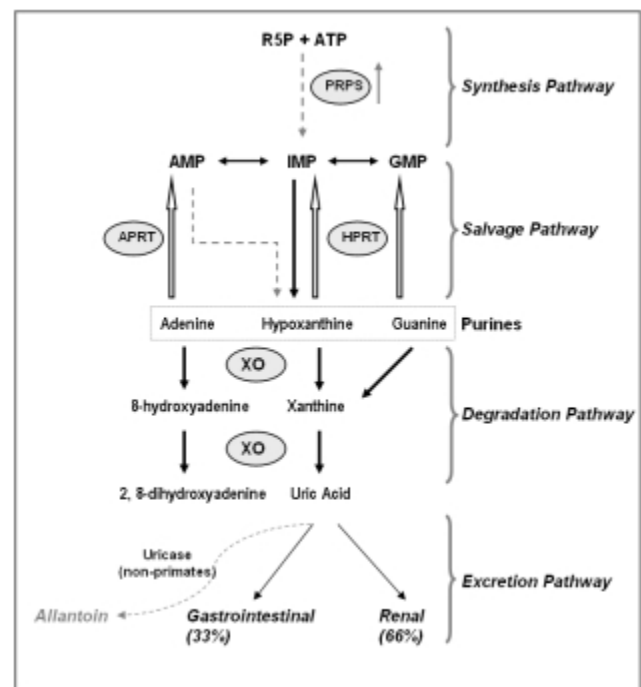 R5P + ATP
PRPS
Synthesis Pathway
AMP IMP GMP
APRT HPRT Salvage Pathway
Adenine Hypoxanthine Guanine Purines
XO
8-hydroxyadenine Xanthine Degradation Pathway
XO
2, 8-dihydroxyadenine Uric Acid
Uricase
(non-primates)
Excretion Pathway
Allantoin Gastrointestinal Renal
(33%) (66%)